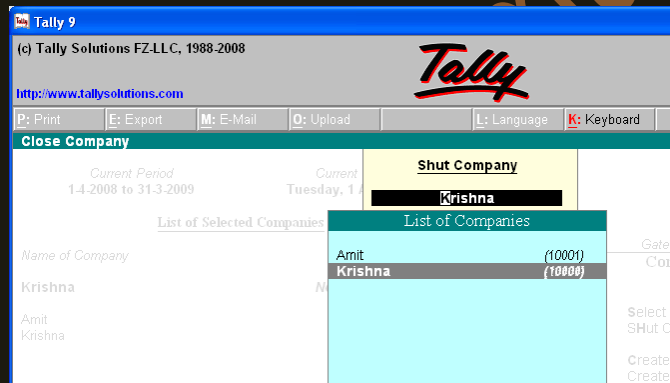 Tally 9
(c) Tally Solutions FZ-LLC, 1988-2008
Tally
http://www.tallysolutions.com
P: Print E: Export M: E-Mail O: Upload L: Language K: Keyboard
Close Company
Shut Company
Krishna
Current Period Current
1-4-2008 to 31-3-2009 Tuesday, 1
List of Selected Companies
List of Companies
Name of Company
Amit (10001)
Krishna
Krishna
Amit
Krishna
Gate
Select
SHut C
Create
Create